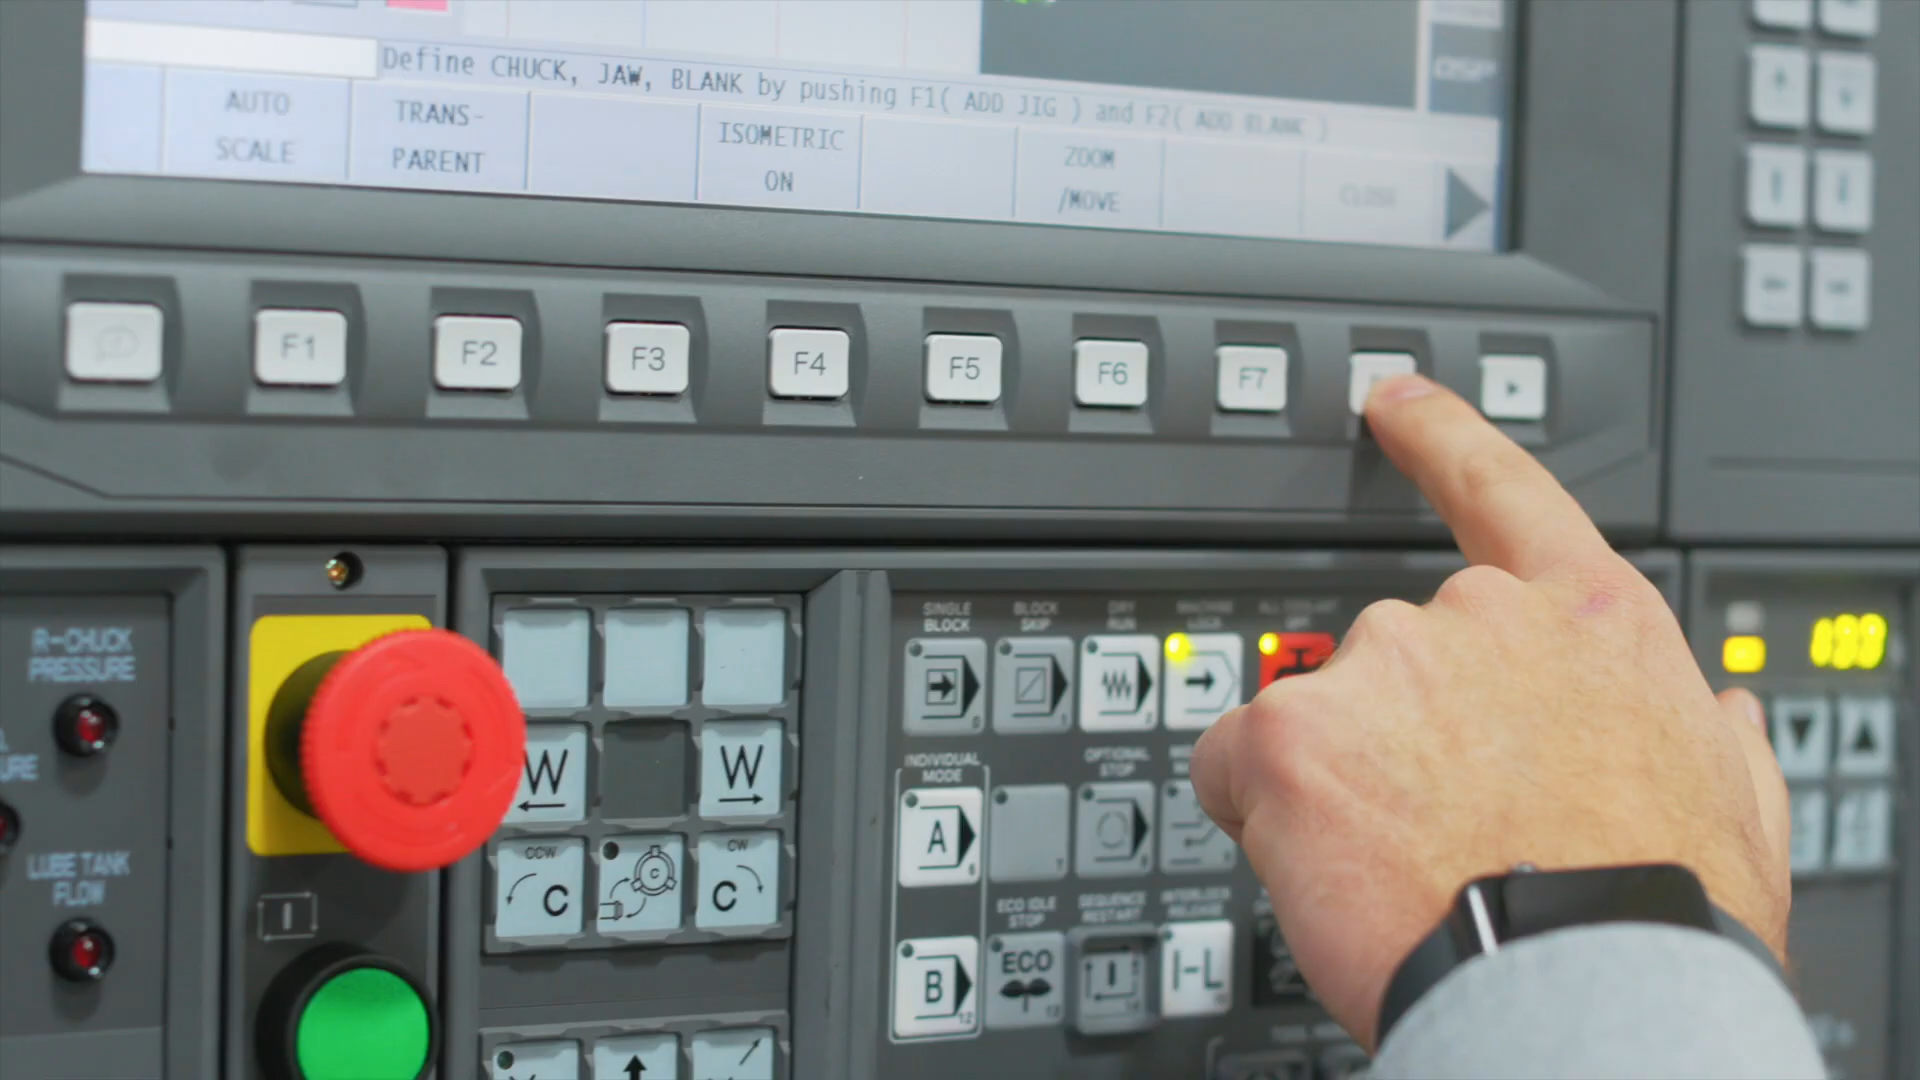 OSP
Define CHUCK, JAW, BLANK by pushing F1( ADD JIG ) and F2( ADD BLANK )
AUTO
SCALE
TRANS-
PARENT
ISOMETRIC
ON
ZOOM
/MOVE
CLOSE
F1
F2
F3
F4
F5
F6
F7
R-CHUCK
PRESSURE
LUBE TANK
FLOW
W
W
CCW
C
C
CW
C
SINGLE
BLOCK
BLOCK
SKIP
DRY
RUN
MACHINE
LOCK
INDIVIDUAL
MODE
OPTIONAL
STOP
A
B
12
ECO IDLE
STOP
ECO
SEQUENCE
RESTART
INTERLOCK
RELEASE
I-L